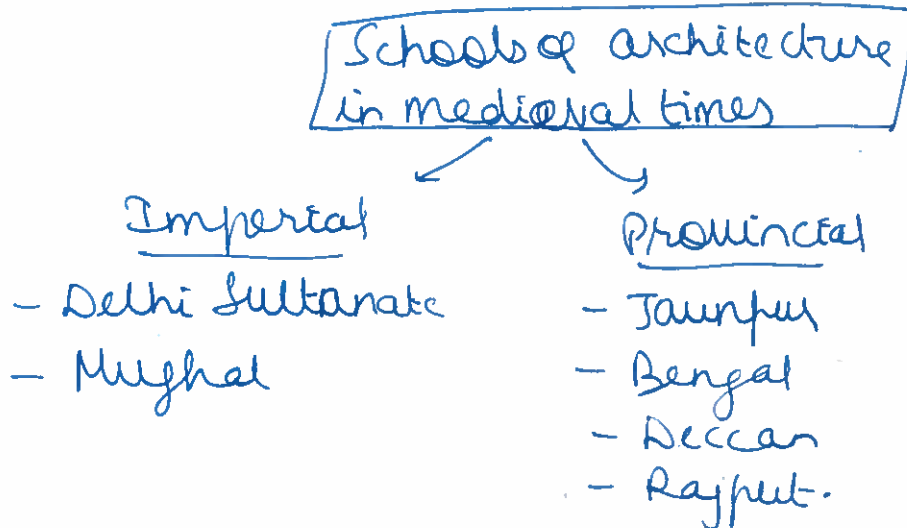 Schools of architecture
in medieval times
Imperial
- Delhi Sultanate
- Mughal
Provincial
- Jaunpur
- Bengal
- Deccan
- Rajput.